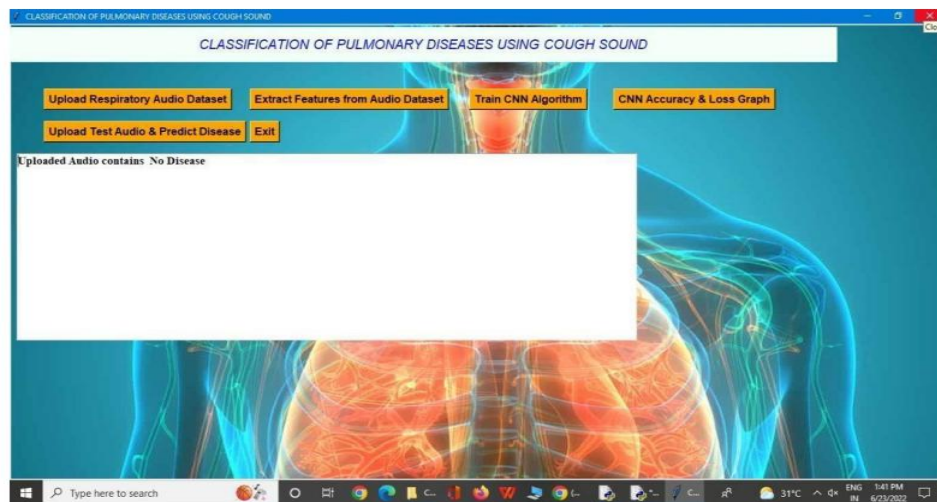 CLASSIFICATION OF PULMONARY DISEASES USING COUGH SOUND
Clo
CLASSIFICATION OF PULMONARY DISEASES USING COUGH SOUND
Upload Respiratory Audio Dataset Extract Features from Audio Dataset Train CNN Algorithm CNN Accuracy & Loss Graph
Upload Test Audio & Predict Disease Exit
Uploaded Audio contains No Disease
Type here to search C... C... 31°C ENG 1:41 PM
IN 6/23/2022